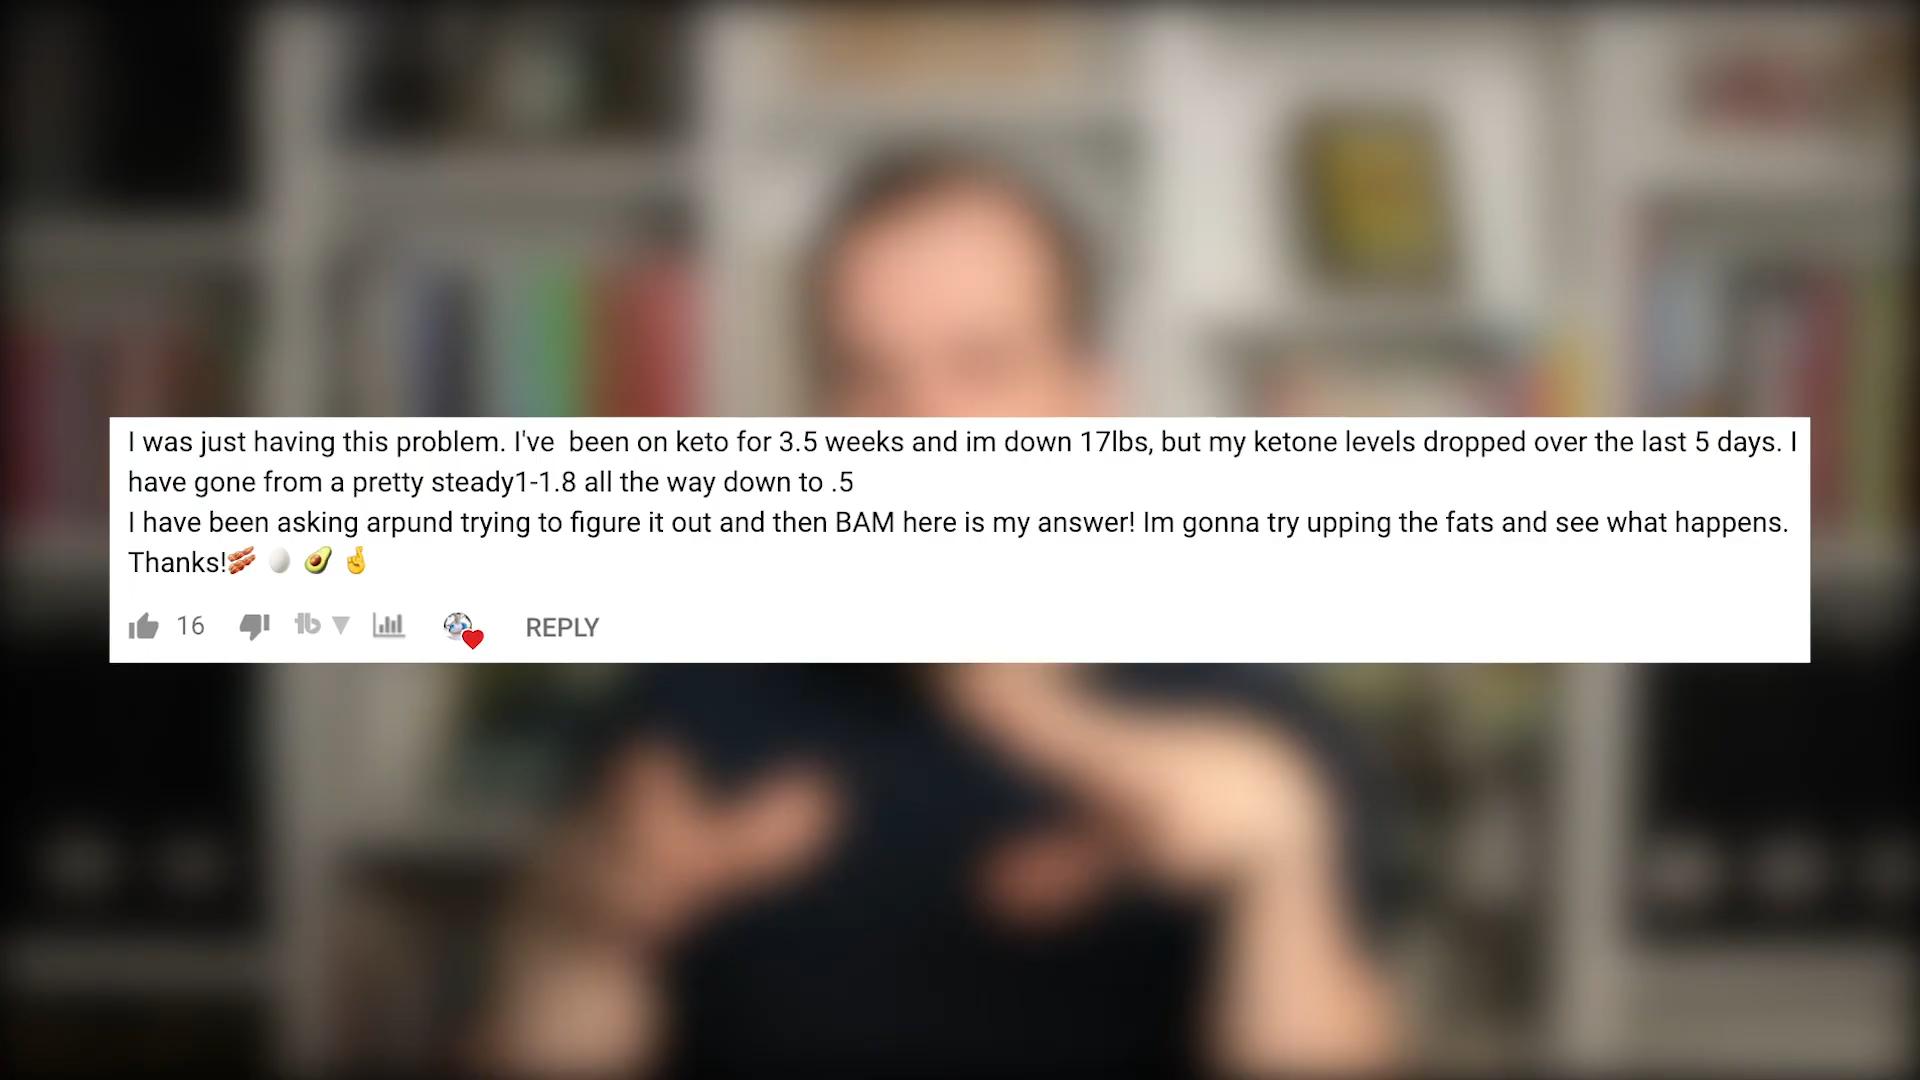 I was just having this problem. I've  been on keto for 3.5 weeks and im down 17lbs, but my ketone levels dropped over the last 5 days. I
have gone from a pretty steady1-1.8 all the way down to .5
I have been asking arpund trying to figure it out and then BAM here is my answer! Im gonna try upping the fats and see what happens.
Thanks!🥓 🥚 🥑 🤞
16 tb REPLY